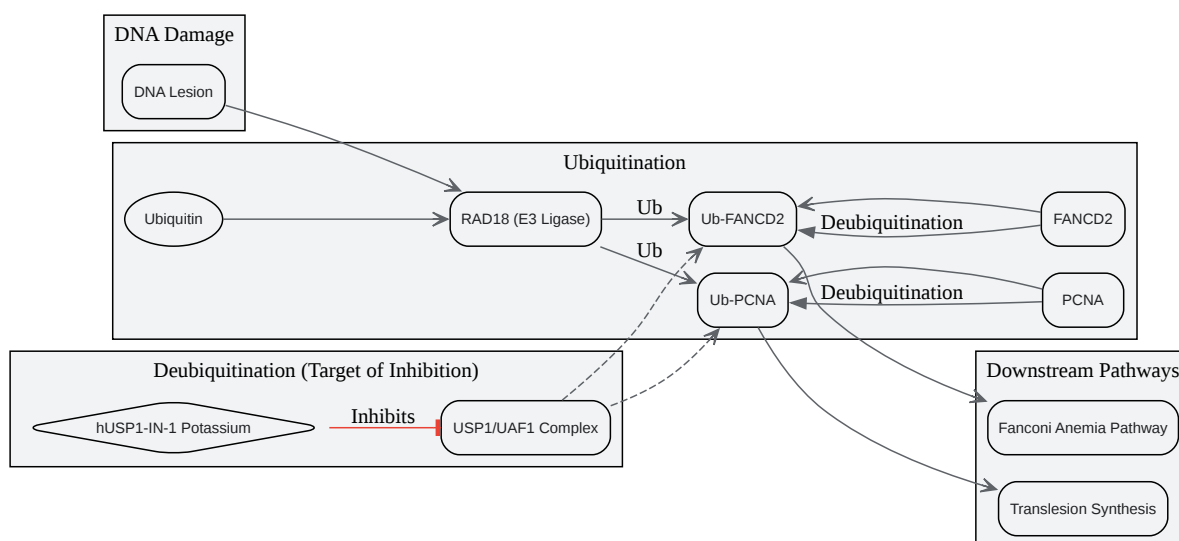 DNA Damage
DNA Lesion
Ubiquitination
Ubiquitin
RAD18 (E3 Ligase)
Ub
Ub-FANCD2
Deubiquitination
FANCD2
Ub
Ub-PCNA
Deubiquitination
PCNA
Deubiquitination (Target of Inhibition)
hUSP1-IN-1 Potassium
Inhibits
USP1/UAF1 Complex
Downstream Pathways
Fanconi Anemia Pathway
Translesion Synthesis